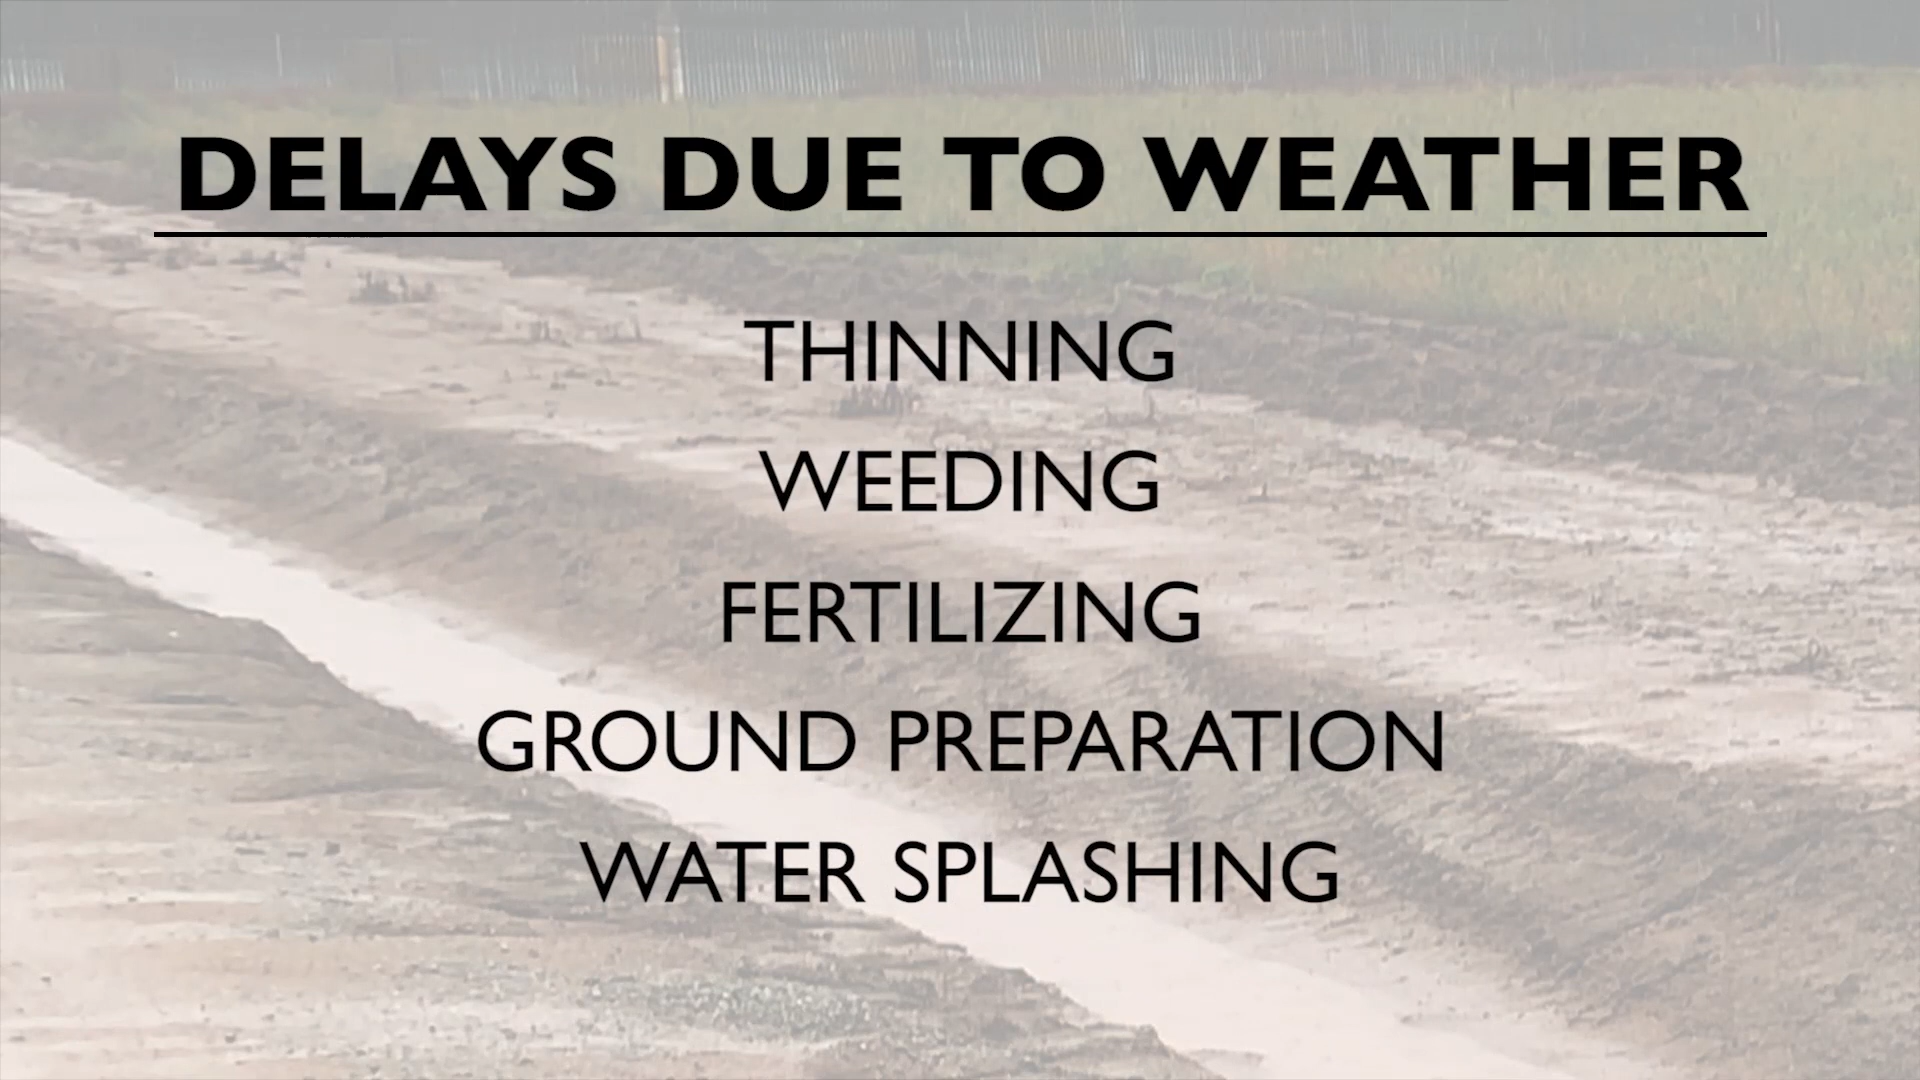 DELAYS DUE TO WEATHER
THINNING
WEEDING
FERTILIZING
GROUND PREPARATION
WATER SPLASHING